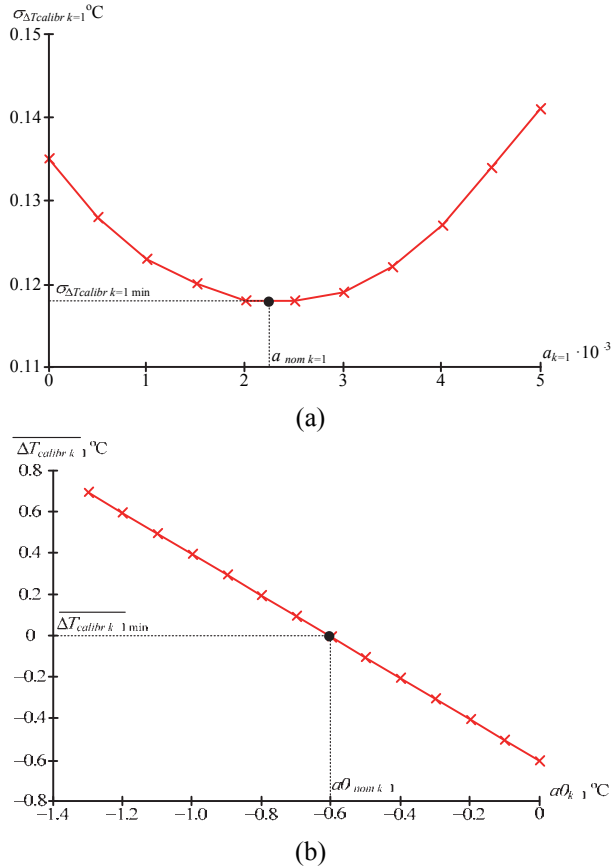 σΔTcalibr k=1 °C
0.15
0.14
0.13
0.12
σΔTcalibr k=1 min
0.11
a nom k=1
a k=1 · 10 -3
0 1 2 3 4 5
(a)
ΔTcalibr k 1 °C
0.8
0.6
0.4
0.2
ΔTcalibr k 1 min
0
–0.2
–0.4
–0.6
a0 nom k 1
a0 k 1 °C
–0.8
–1.4 –1.2 –1.0 –0.8 –0.6 –0.4 –0.2 0
(b)